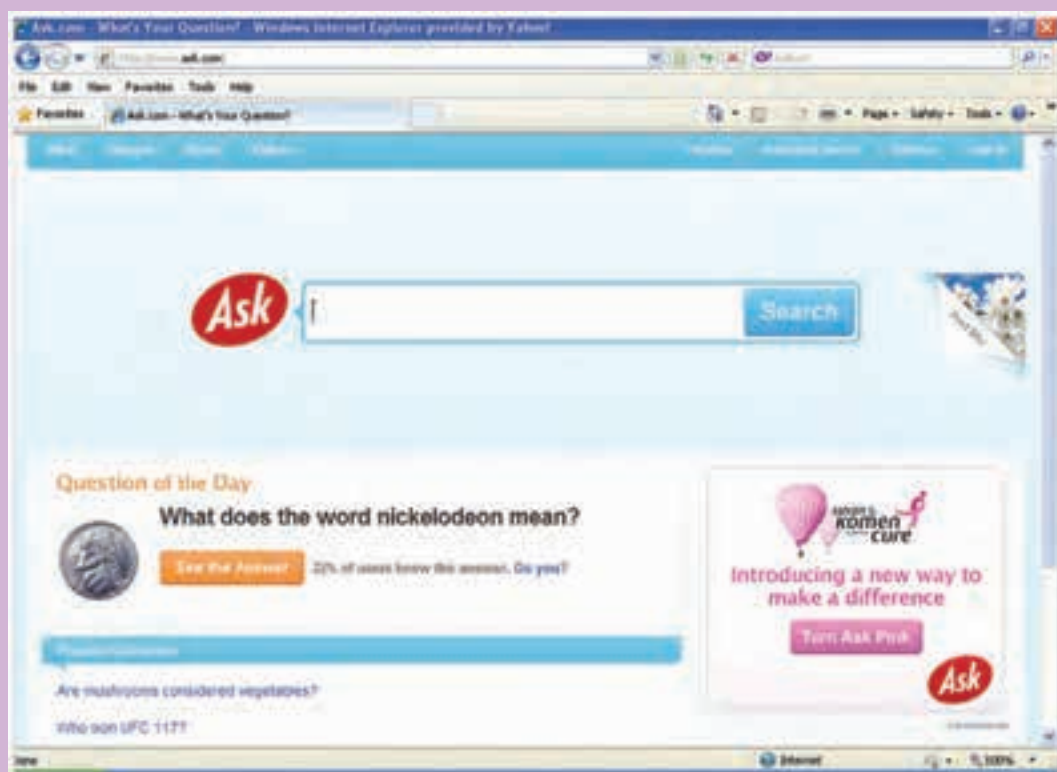 Ask.com - What's Your Question? - Windows Internet Explorer provided by Yahoo!
ask.com
File Edit View Favorites Tools Help
Favorites Ask.com - What's Your Question? Page Safety Tools
Ask Search
Question of the Day
What does the word nickelodeon mean?
See the Answer 22% of users knew this answer. Do you?
susan g. komen cure
Introducing a new way to
make a difference
Turn Ask Pink
Ask
Are mushrooms considered vegetables?
Who won UFC 117?
Internet 100%